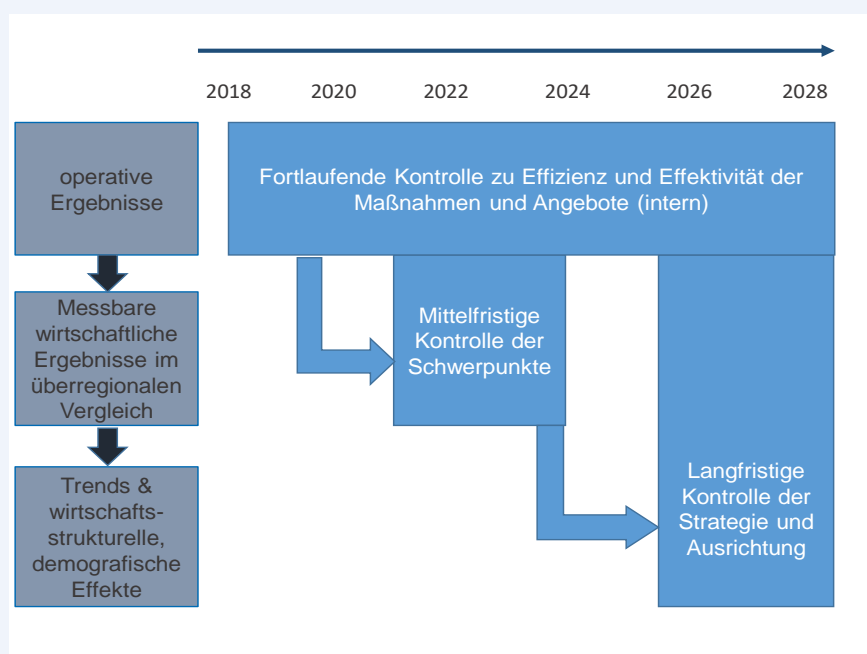 2018 2020 2022 2024 2026 2028
operative
Ergebnisse
Fortlaufende Kontrolle zu Effizienz und Effektivität der
Maßnahmen und Angebote (intern)
Messbare
wirtschaftliche
Ergebnisse im
überregionalen
Vergleich
Mittelfristige
Kontrolle der
Schwerpunkte
Trends &
wirtschafts-
strukturelle,
demografische
Effekte
Langfristige
Kontrolle der
Strategie und
Ausrichtung